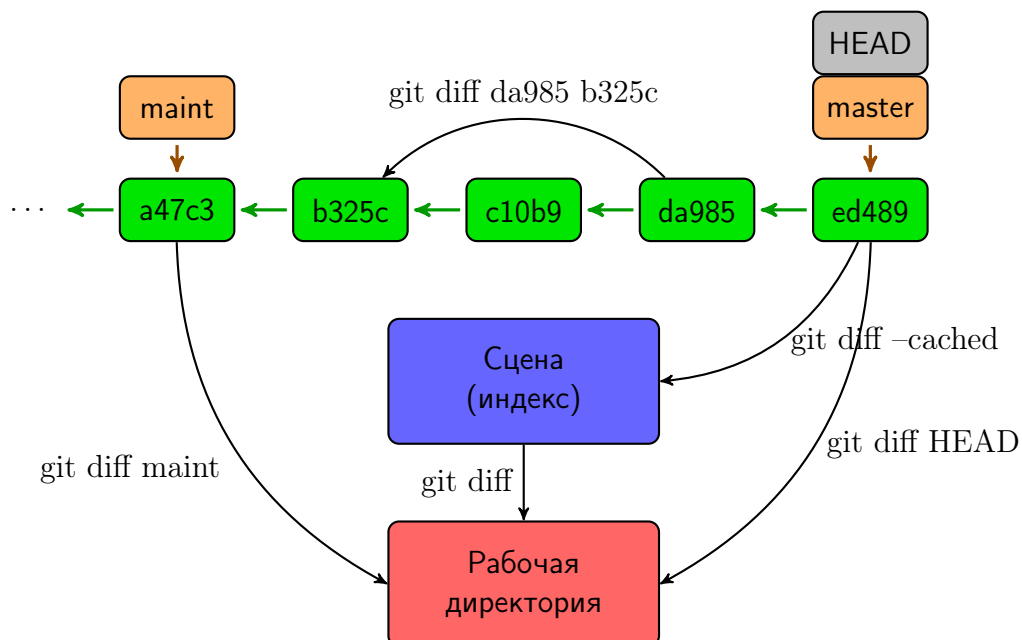 HEAD
git diff da985 b325c
maint
master
···
a47c3
b325c
c10b9
da985
ed489
git diff –cached
Сцена
(индекс)
git diff HEAD
git diff maint
git diff
Рабочая
директория